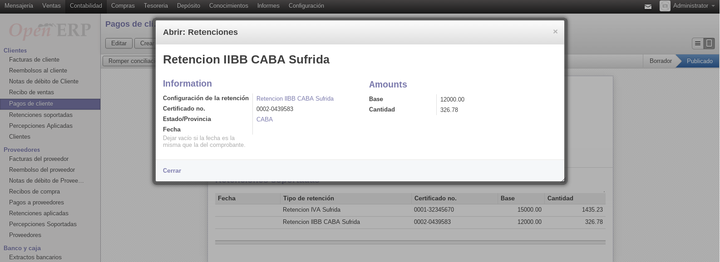 Mensajería Ventas Contabilidad Compras Tesoreria Depósito Conocimientos Informes Configuración Administrador
Open ERP
Pagos de cli
Abrir: Retenciones ×
Editar Crea
Romper conciliac Borrador Publicado
Clientes
Facturas de cliente
Reembolsos al cliente
Notas de débito de Cliente
Recibo de ventas
Pagos de cliente
Retenciones soportadas
Percepciones Aplicadas
Clientes
Proveedores
Facturas del proveedor
Reembolso del proveedor
Notas de débito de Provee...
Recibos de compra
Pagos a proveedores
Retenciones aplicadas
Percepciones Soportadas
Proveedores
Banco y caja
Extractos bancarios
Retencion IIBB CABA Sufrida
Information
Configuración de la retención Retencion IIBB CABA Sufrida
Certificado no. 0002-0439583
Estado/Provincia CABA
Fecha
Dejar vacío si la fecha es la
misma que la del comprobante
Amounts
Base 12000.00
Cantidad 326.78
Cerrar
Fecha Tipo de retención Certificado no. Base Cantidad
Retencion IVA Sufrida 0001-32345670 15000.00 1435.23
Retencion IIBB CABA Sufrida 0002-0439583 12000.00 326.78